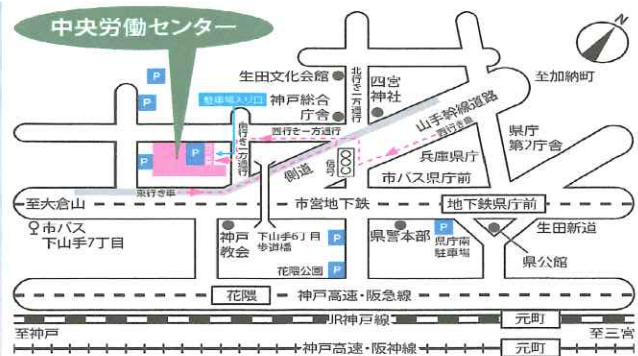 中央労働センター
P
生田文化会館
北行き一方通行
四宮
神社
至加納町
P
駐車場入り口
神戸総合
庁舎
山手幹線道路
西行き車
県庁
第2庁舎
西行き一方通行
P
P
南行き一方通行
側道
信号
兵庫県庁
市バス県庁前
東行き車
至大倉山
市営地下鉄
地下鉄県庁前
市バス
下山手7丁目
神戸
教会
下山手6丁目
歩道橋
P
県警本部
P
県庁南
駐車場
生田新道
県公館
花隈公園
P
花隈
神戸高速・阪急線
JR神戸線
元町
至神戸
至三宮
神戸高速・阪神線
元町